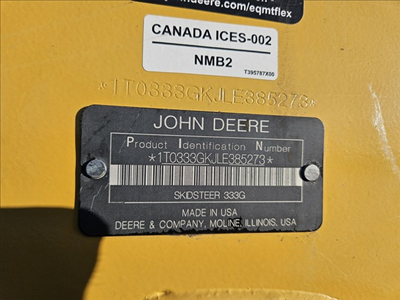 deere.com/eqmtflex
CANADA ICES-002
NMB2
T395787X00
*1T0333GKJLE385273*
JOHN DEERE
Product Identification Number
*1T0333GKJLE385273*
SKIDSTEER 333G
MADE IN USA
DEERE & COMPANY, MOLINE, ILLINOIS, USA